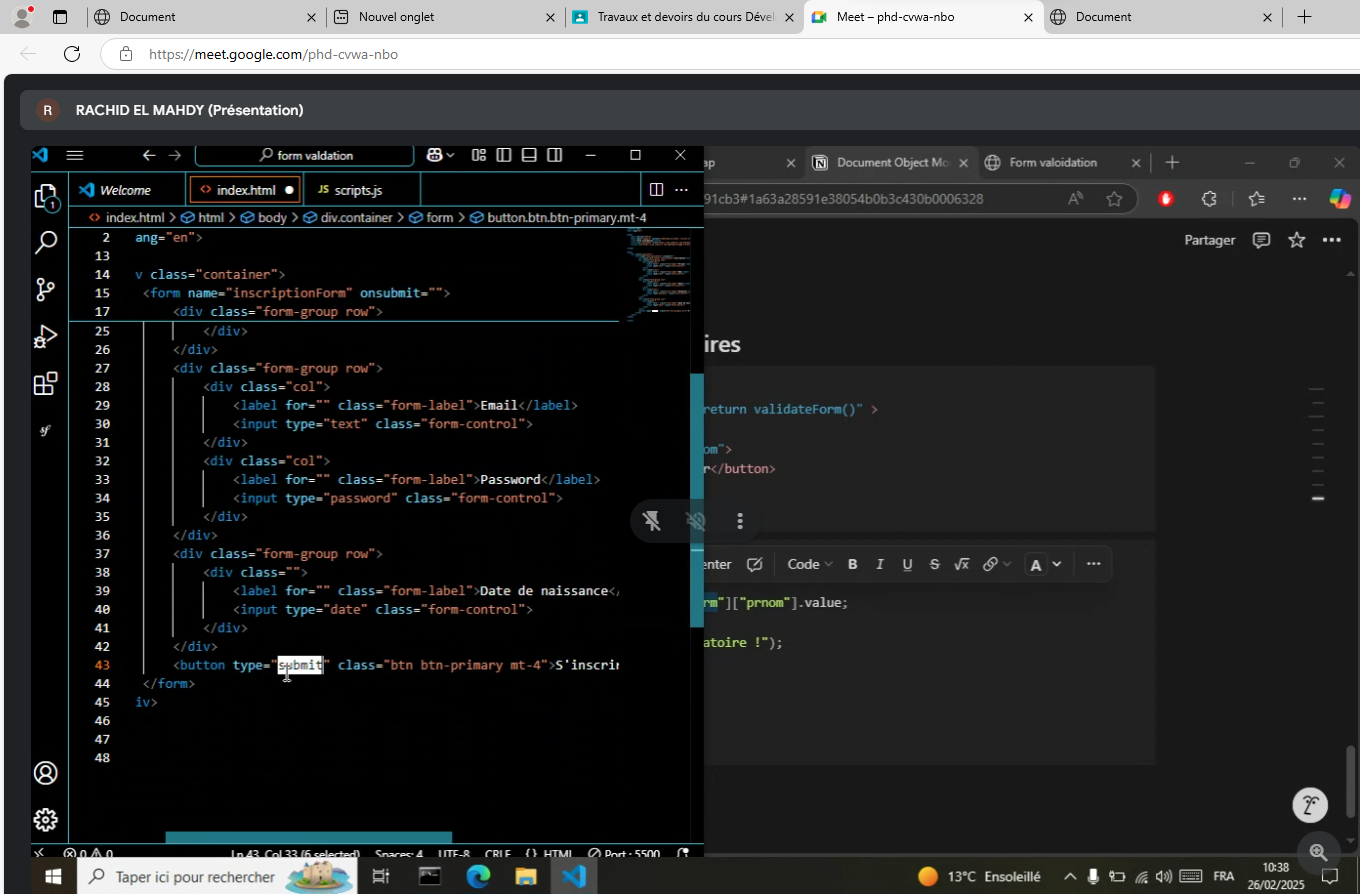 Document
Nouvel onglet
Travaux et devoirs du cours Dével
Meet – phd-cvwa-nbo
Document
https://meet.google.com/phd-cvwa-nbo
R
RACHID EL MAHDY (Présentation)
form valdation
Document Object Mo
Form valoidation
Welcome
index.html
JS scripts.js
91cb3#1a63a28591e38054b0b3c430b0006328
index.html > html > body > div.container > form > button.btn.btn-primary.mt-4
Partager
2 ang="en">
13
14 v class="container">
15 <form name="inscriptionForm" onsubmit="">
17 <div class="form-group row">
25 </div>
26 </div>
27 <div class="form-group row">
28 <div class="col">
29 <label for="" class="form-label">Email</label>
30 <input type="text" class="form-control">
31 </div>
32 <div class="col">
33 <label for="" class="form-label">Password</label>
34 <input type="password" class="form-control">
35 </div>
36 </div>
37 <div class="form-group row">
38 <div class="">
39 <label for="" class="form-label">Date de naissance</
40 <input type="date" class="form-control">
41 </div>
42 </div>
43 <button type="submit" class="btn btn-primary mt-4">S'inscrir
44 </form>
45 iv>
46
47
48
ires
return validateForm()" >
om">
r</button>
enter
Code
B I U S √x A
rm"]["prnom"].value;
atoire !");
0 0
Ln 43, Col 33 (6 selected) Spaces: 4 UTF-8 CRLF {} HTML Port : 5500
Taper ici pour rechercher
13°C Ensoleillé
FRA
10:38
26/02/2025